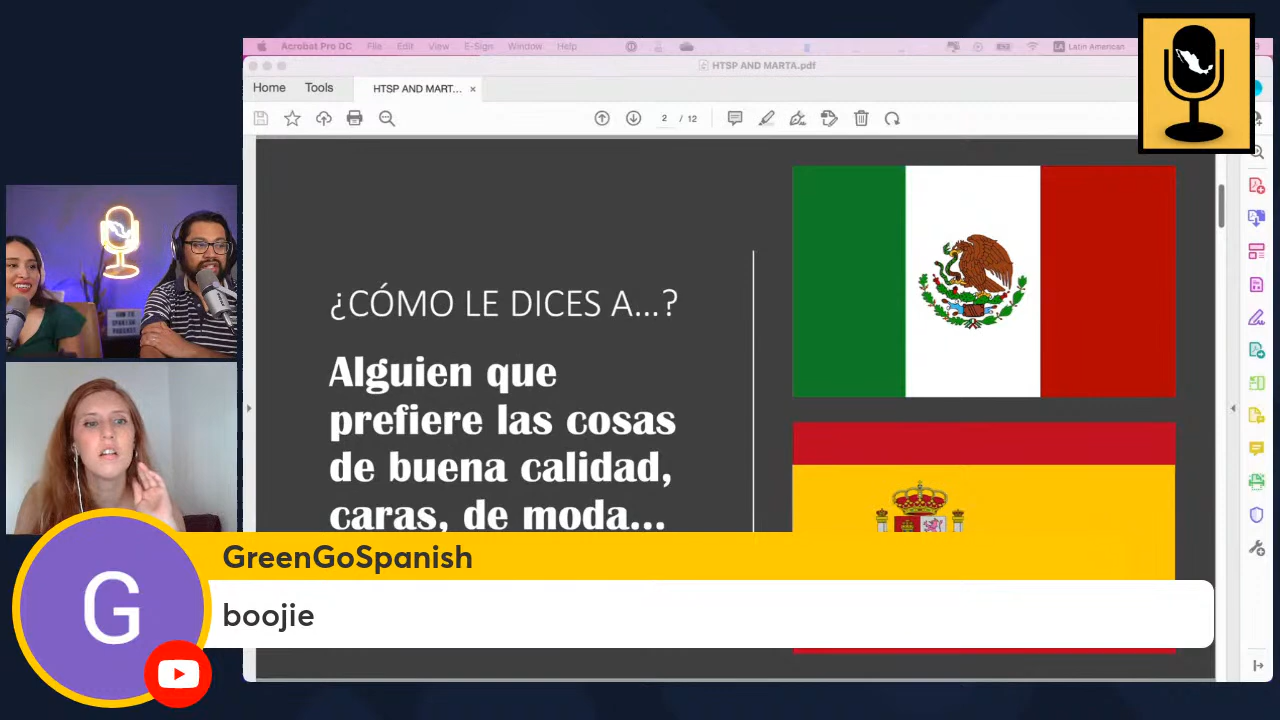 Acrobat Pro DC File Edit View E-Sign Window Help
Latin American
HTSP AND MARTA.pdf
Home Tools HTSP AND MART... ×
2 / 12
¿CÓMO LE DICES A...?
Alguien que
prefiere las cosas
de buena calidad,
caras, de moda...
GreenGoSpanish
G
boojie